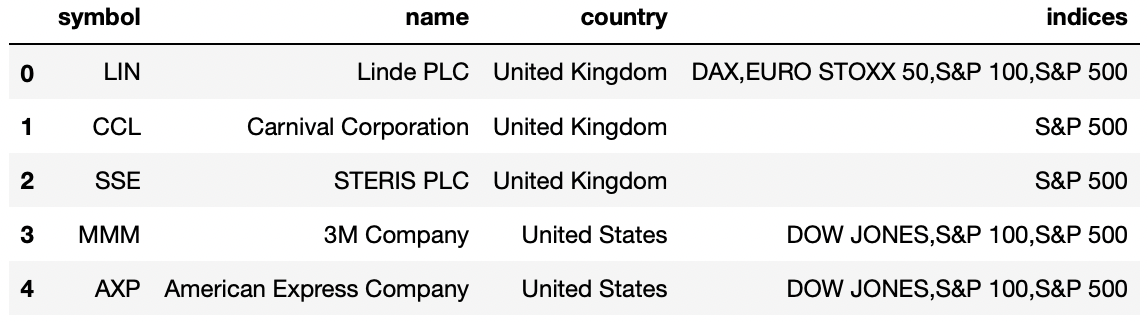 symbol name country indices
0 LIN Linde PLC United Kingdom DAX,EURO STOXX 50,S&P 100,S&P 500
1 CCL Carnival Corporation United Kingdom S&P 500
2 SSE STERIS PLC United Kingdom S&P 500
3 MMM 3M Company United States DOW JONES,S&P 100,S&P 500
4 AXP American Express Company United States DOW JONES,S&P 100,S&P 500